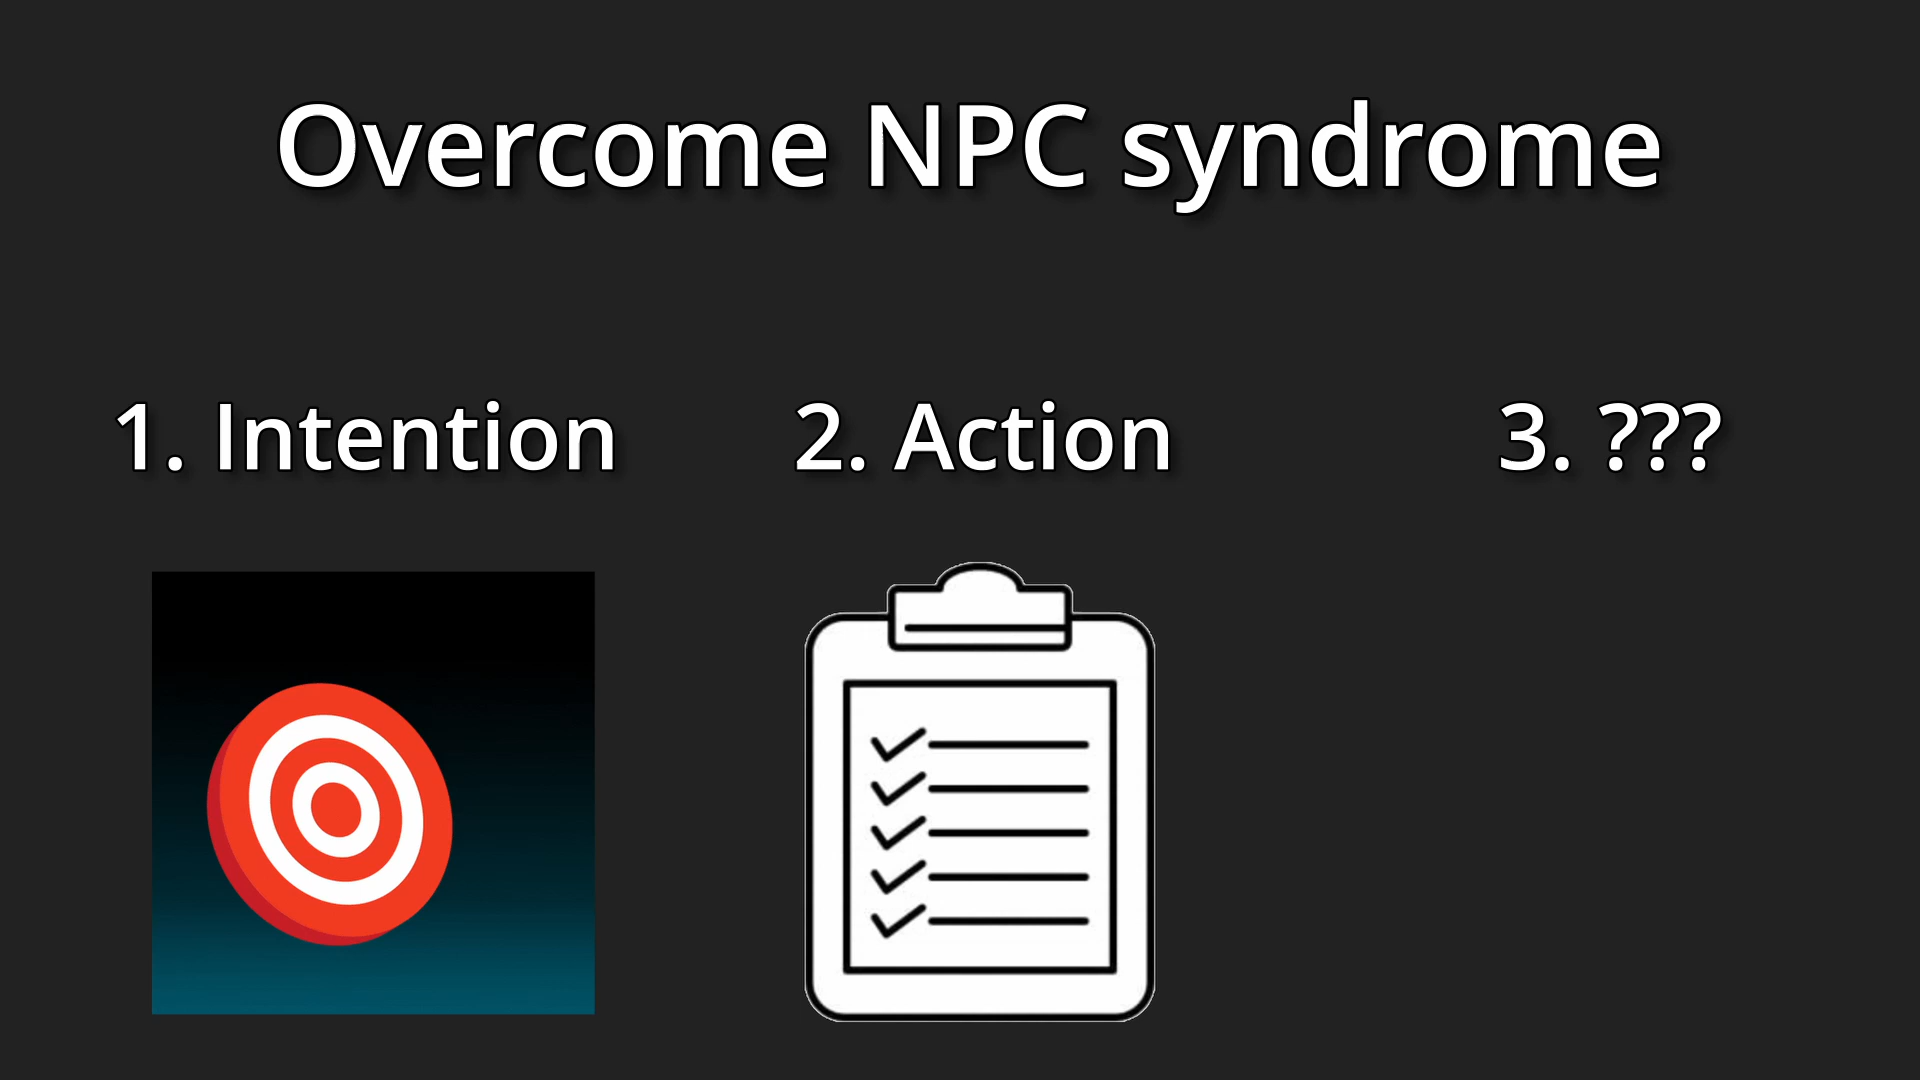 Overcome NPC syndrome
1. Intention
2. Action
3. ???